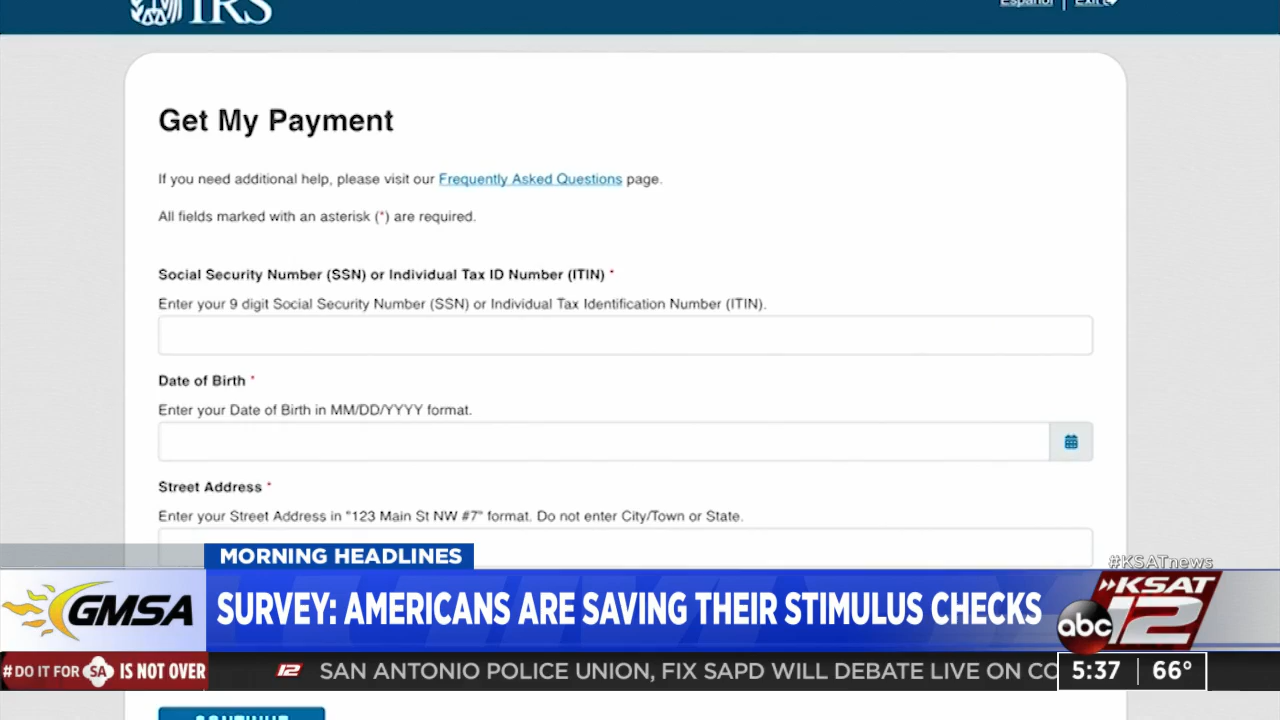 IRS
Español | Exit
Get My Payment
If you need additional help, please visit our Frequently Asked Questions page.
All fields marked with an asterisk (*) are required.
Social Security Number (SSN) or Individual Tax ID Number (ITIN) *
Enter your 9 digit Social Security Number (SSN) or Individual Tax Identification Number (ITIN).
Date of Birth *
Enter your Date of Birth in MM/DD/YYYY format.
Street Address *
Enter your Street Address in "123 Main St NW #7" format. Do not enter City/Town or State.
MORNING HEADLINES
#KSATnews
GMSA
SURVEY: AMERICANS ARE SAVING THEIR STIMULUS CHECKS
KSAT
abc 12
#DO IT FOR SA IS NOT OVER
12 SAN ANTONIO POLICE UNION, FIX SAPD WILL DEBATE LIVE ON CO
5:37 | 66°
CONTINUE